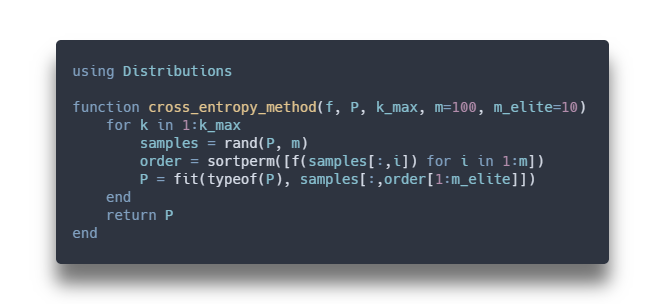 using Distributions

function cross_entropy_method(f, P, k_max, m=100, m_elite=10)
    for k in 1:k_max
        samples = rand(P, m)
        order = sortperm([f(samples[:,i]) for i in 1:m])
        P = fit(typeof(P), samples[:,order[1:m_elite]])
    end
    return P
end